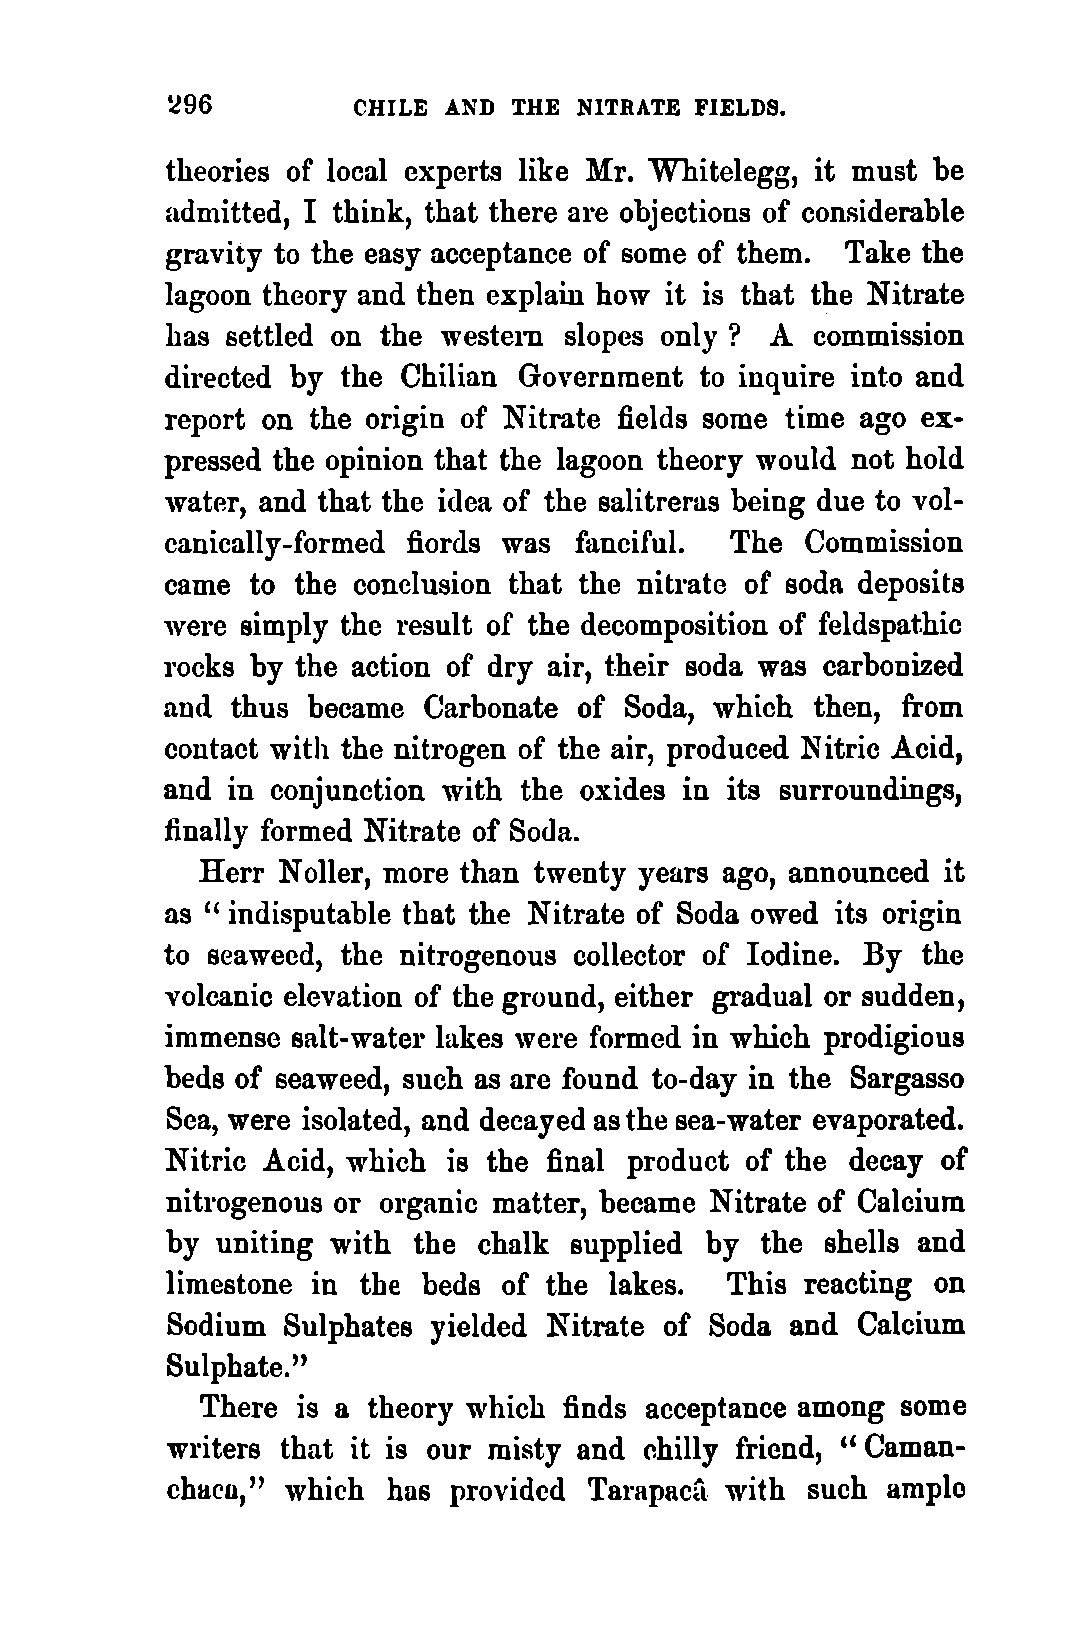 296 CHILE AND THE NITRATE FIELDS.
theories of local experts like Mr. Whitelegg, it must be
admitted, I think, that there are objections of considerable
gravity to the easy acceptance of some of them. Take the
lagoon theory and then explain how it is that the Nitrate
has settled on the western slopes only ? A commission
directed by the Chilian Government to inquire into and
report on the origin of Nitrate fields some time ago ex-
pressed the opinion that the lagoon theory would not hold
water, and that the idea of the salitreras being due to vol-
canically-formed fiords was fanciful. The Commission
came to the conclusion that the nitrate of soda deposits
were simply the result of the decomposition of feldspathic
rocks by the action of dry air, their soda was carbonized
and thus became Carbonate of Soda, which then, from
contact with the nitrogen of the air, produced Nitric Acid,
and in conjunction with the oxides in its surroundings,
finally formed Nitrate of Soda.
Herr Noller, more than twenty years ago, announced it
as “ indisputable that the Nitrate of Soda owed its origin
to seaweed, the nitrogenous collector of Iodine. By the
volcanic elevation of the ground, either gradual or sudden,
immense salt-water lakes were formed in which prodigious
beds of seaweed, such as are found to-day in the Sargasso
Sea, were isolated, and decayed as the sea-water evaporated.
Nitric Acid, which is the final product of the decay of
nitrogenous or organic matter, became Nitrate of Calcium
by uniting with the chalk supplied by the shells and
limestone in the beds of the lakes. This reacting on
Sodium Sulphates yielded Nitrate of Soda and Calcium
Sulphate.”
There is a theory which finds acceptance among some
writers that it is our misty and chilly friend, “ Caman-
chaca,” which has provided Tarapacâ with such ample